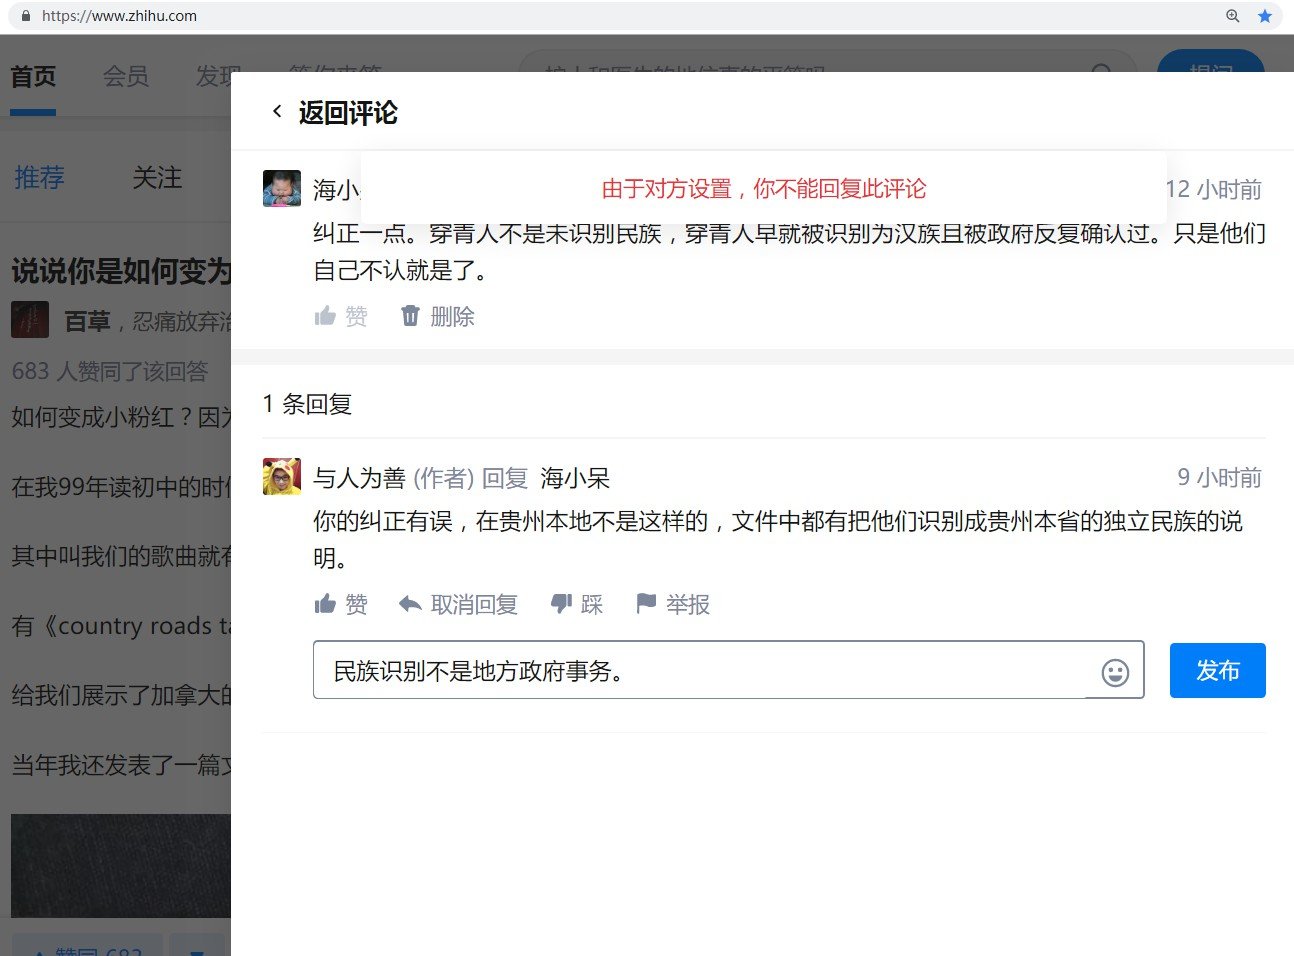 https://www.zhihu.com
首页 会员 发现
推荐 关注
说说你是如何变为
百草，忍痛放弃治
683 人赞同了该回答
如何变成小粉红？因为
在我99年读初中的时候
其中叫我们的歌曲就有
有《country roads ta
给我们展示了加拿大的
当年我还发表了一篇文
赞同 683
返回评论
由于对方设置，你不能回复此评论
海小 12 小时前
纠正一点。穿青人不是未识别民族，穿青人早就被识别为汉族且被政府反复确认过。只是他们
自己不认就是了。
赞 删除
1 条回复
与人为善 (作者) 回复 海小呆 9 小时前
你的纠正有误，在贵州本地不是这样的，文件中都有把他们识别成贵州本省的独立民族的说
明。
赞 取消回复 踩 举报
民族识别不是地方政府事务。 发布